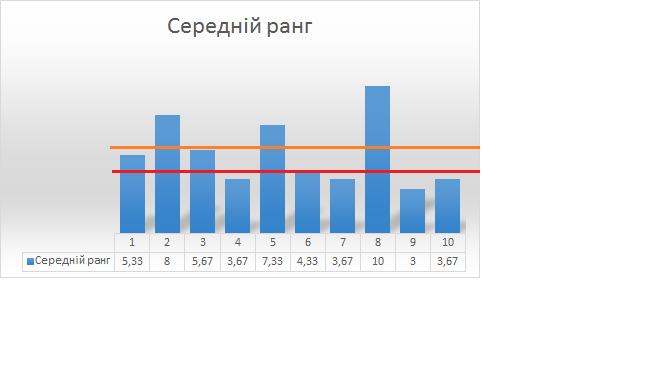 Середній ранг
1 2 3 4 5 6 7 8 9 10
Середній ранг 5,33 8 5,67 3,67 7,33 4,33 3,67 10 3 3,67